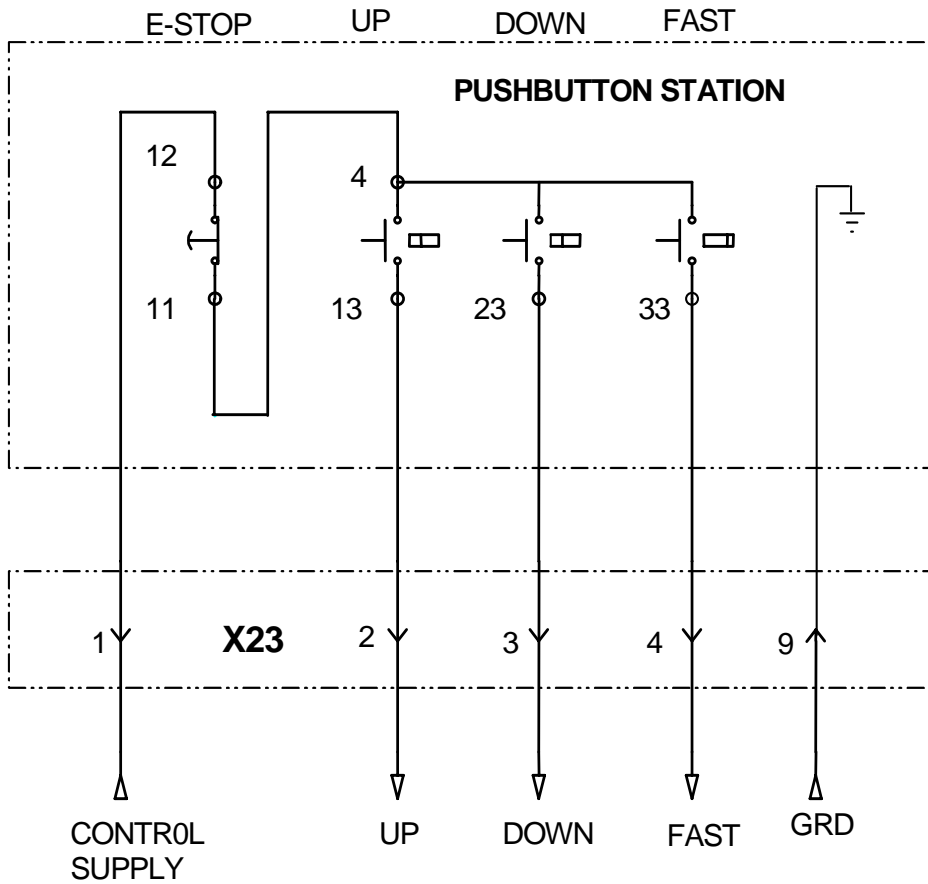 E-STOP UP DOWN FAST
PUSHBUTTON STATION
12 4
11 13 23 33
1 X23 2 3 4 9
CONTR0L
SUPPLY
UP DOWN FAST GRD